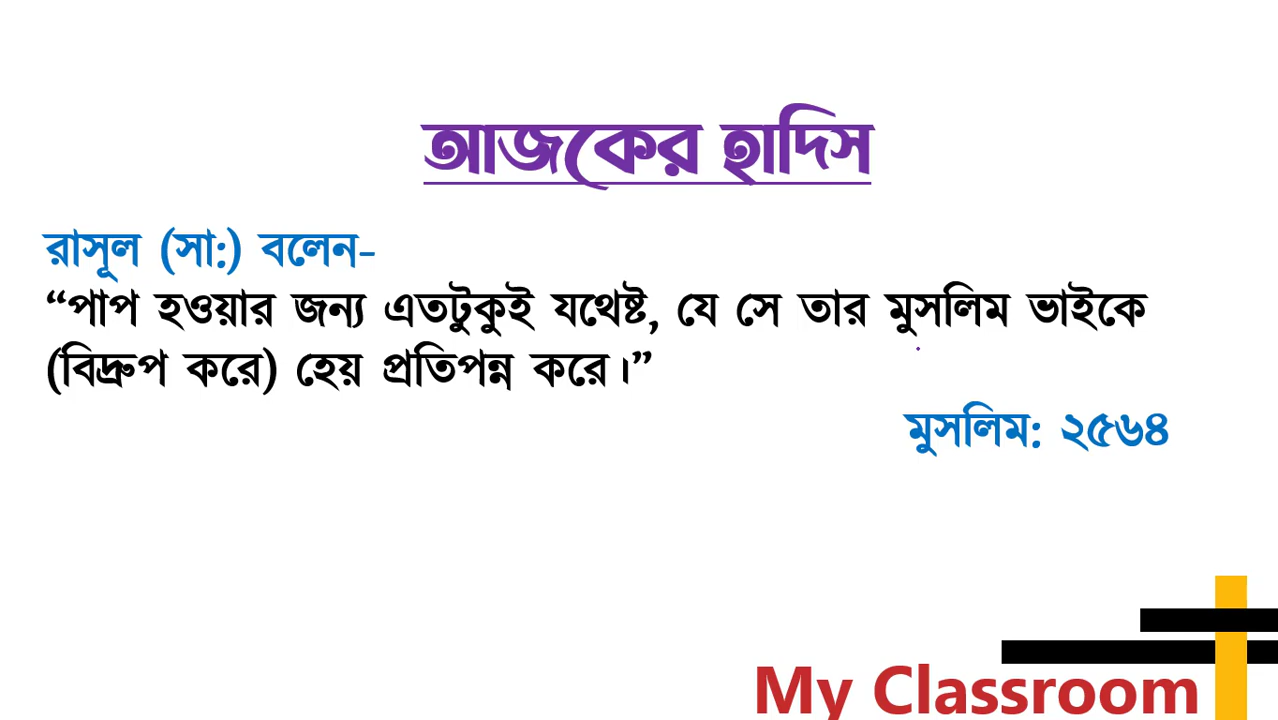 আজকের হাদিস
রাসূল (সা:) বলেন-
“পাপ হওয়ার জন্য এতটুকুই যথেষ্ট, যে সে তার মুসলিম ভাইকে
(বিদ্রুপ করে) হেয় প্রতিপন্ন করে।”
মুসলিম: ২৫৬৪
My Classroom